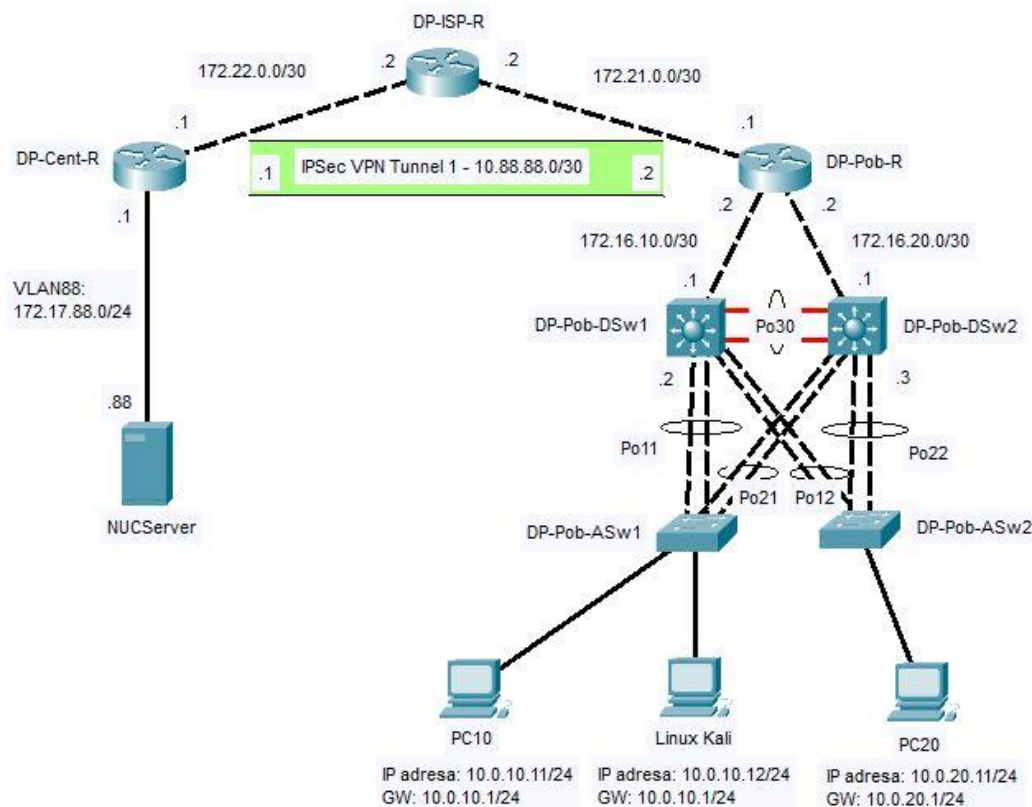 DP-ISP-R
172.22.0.0/30
.2
.2
172.21.0.0/30
.1
.1
DP-Cent-R
DP-Pob-R
.1
IPSec VPN Tunnel 1 - 10.88.88.0/30
.2
.1
.2
.2
172.16.10.0/30
172.16.20.0/30
VLAN88:
172.17.88.0/24
.1
.1
DP-Pob-DSw1
Po30
DP-Pob-DSw2
.2
.3
.88
Po11
Po22
Po21
Po12
NUCServer
DP-Pob-ASw1
DP-Pob-ASw2
PC10
Linux Kali
PC20
IP adresa: 10.0.10.11/24
GW: 10.0.10.1/24
IP adresa: 10.0.10.12/24
GW: 10.0.10.1/24
IP adresa: 10.0.20.11/24
GW: 10.0.20.1/24